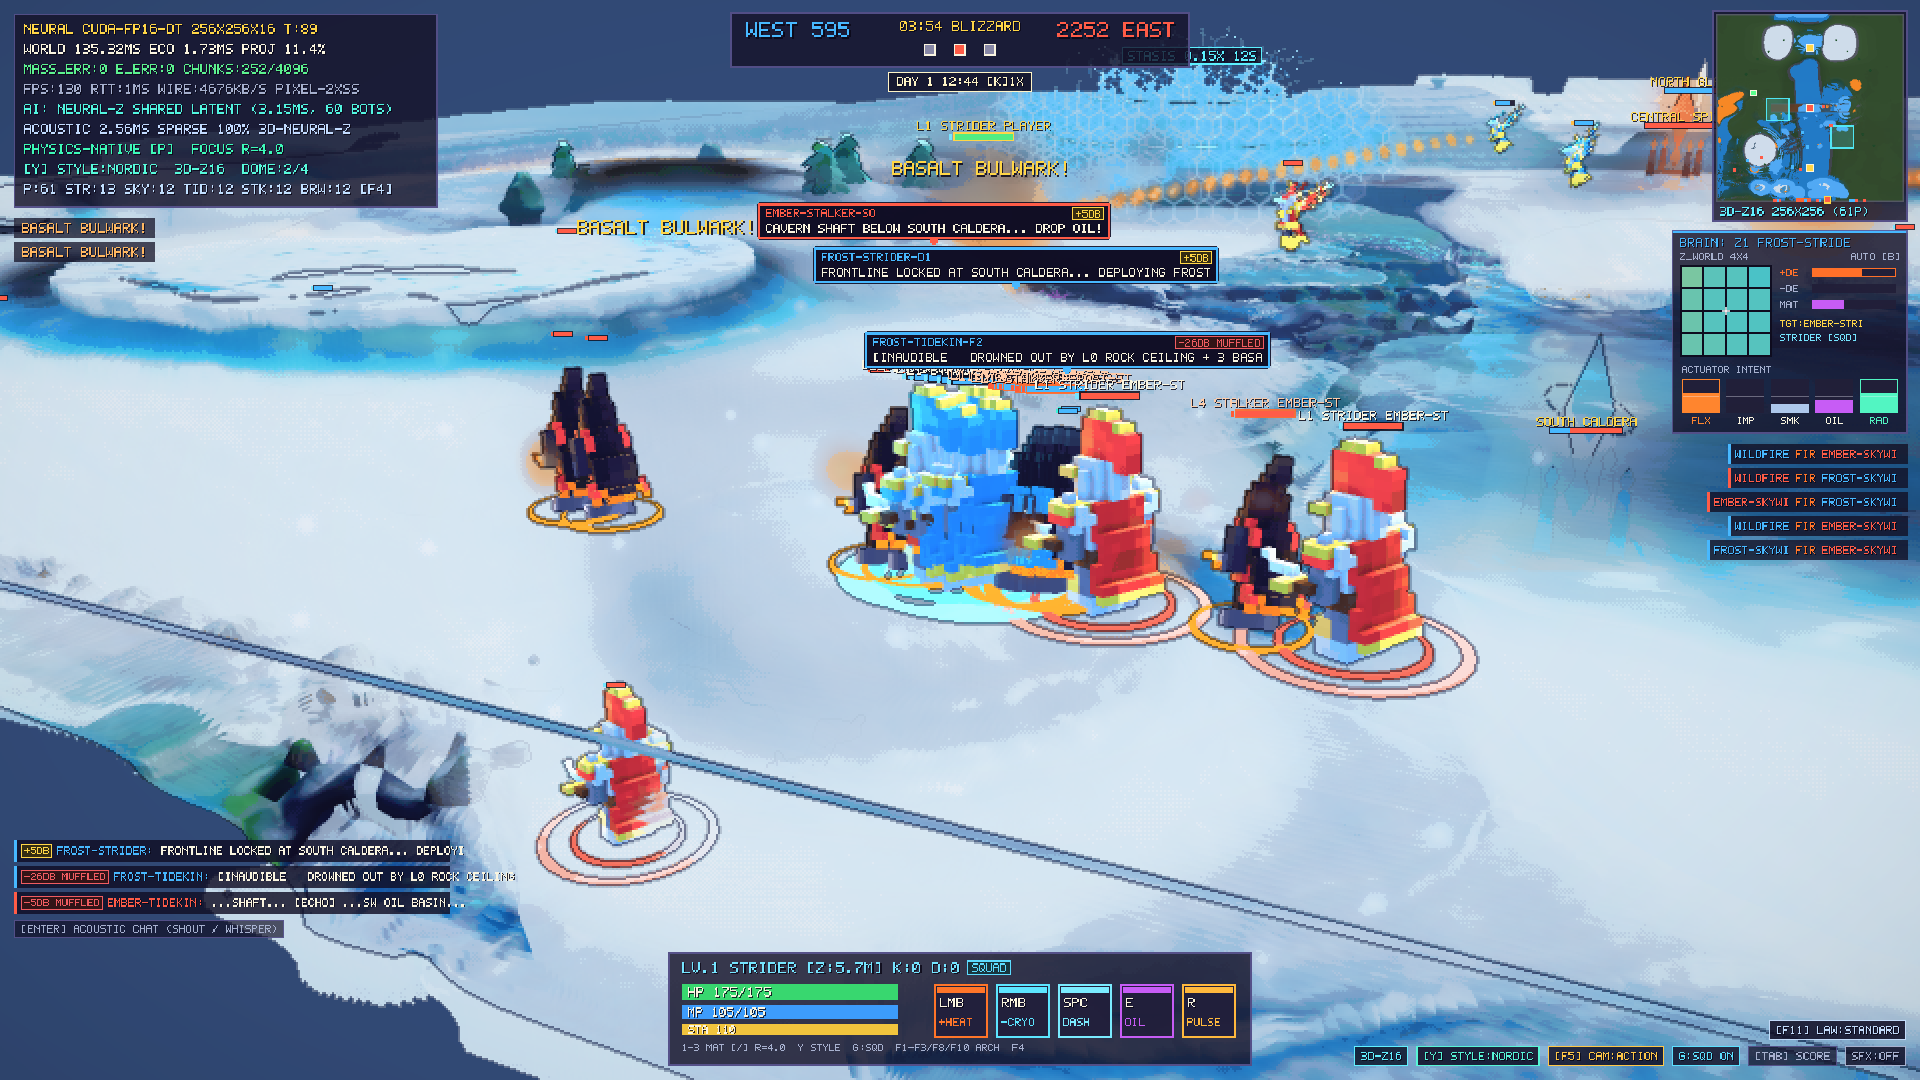 NEURAL CUDA-FP16-DT 256X256X16 T:89
WORLD 135.32MS ECO 1.73MS PROJ 11.4%
MASS_ERR:0 E_ERR:0 CHUNKS:252/4096
FPS:130 RTT:1MS WIRE:4676KB/S PIXEL-2XSS
AI: NEURAL-Z SHARED LATENT (3.15MS, 60 BOTS)
ACOUSTIC 2.56MS SPARSE 100% 3D-NEURAL-Z
PHYSICS-NATIVE [P] FOCUS R=4.0
[Y] STYLE:NORDIC 3D-Z16 DOME:2/4
P:61 STR:13 SKY:12 TID:12 STK:12 BRW:12 [F4]
BASALT BULWARK!
BASALT BULWARK!
WEST 595
03:54 BLIZZARD
2252 EAST
STASIS 0.15X 12S
DAY 1 12:44 [K]1X
L1 STRIDER PLAYER
BASALT BULWARK!
BASALT BULWARK!
EMBER-STALKER-SO +5DB
CAVERN SHAFT BELOW SOUTH CALDERA... DROP OIL!
FROST-STRIDER-D1 +5DB
FRONTLINE LOCKED AT SOUTH CALDERA... DEPLOYING FROST
FROST-TIDEKIN-F2 -26DB MUFFLED
[INAUDIBLE DROWNED OUT BY L0 ROCK CEILING + 3 BASA
L1 STRIDER EMBER-ST
L4 STALKER EMBER-ST
L1 STRIDER EMBER-ST
SOUTH CALDERA
3D-Z16 256X256 (61P)
BRAIN: Z1 FROST-STRIDE
Z_WORLD 4X4 AUTO [B]
+DE
-DE
MAT
TGT:EMBER-STRI
STRIDER [SQD]
ACTUATOR INTENT
FLX IMP SMK OIL RAD
WILDFIRE FIR EMBER-SKYWI
WILDFIRE FIR FROST-SKYWI
EMBER-SKYWI FIR FROST-SKYWI
WILDFIRE FIR EMBER-SKYWI
FROST-SKYWI FIR EMBER-SKYWI
+5DB FROST-STRIDER: FRONTLINE LOCKED AT SOUTH CALDERA... DEPLOYI
-26DB MUFFLED FROST-TIDEKIN: [INAUDIBLE DROWNED OUT BY L0 ROCK CEILING
-5DB MUFFLED EMBER-TIDEKIN: ...SHAFT... [ECHO] ...SW OIL BASIN...
[ENTER] ACOUSTIC CHAT (SHOUT / WHISPER)
LV.1 STRIDER [Z:5.7M] K:0 D:0 SQUAD
HP 175/175
MP 105/105
STA 110
LMB +HEAT
RMB -CRYO
SPC DASH
E OIL
R PULSE
1-3 MAT [/] R=4.0 Y STYLE G:SQD F1-F3/F8/F10 ARCH F4
[F11] LAW:STANDARD
3D-Z16
[Y] STYLE:NORDIC
[F5] CAM:ACTION
G:SQD ON
[TAB] SCORE
SFX:OFF